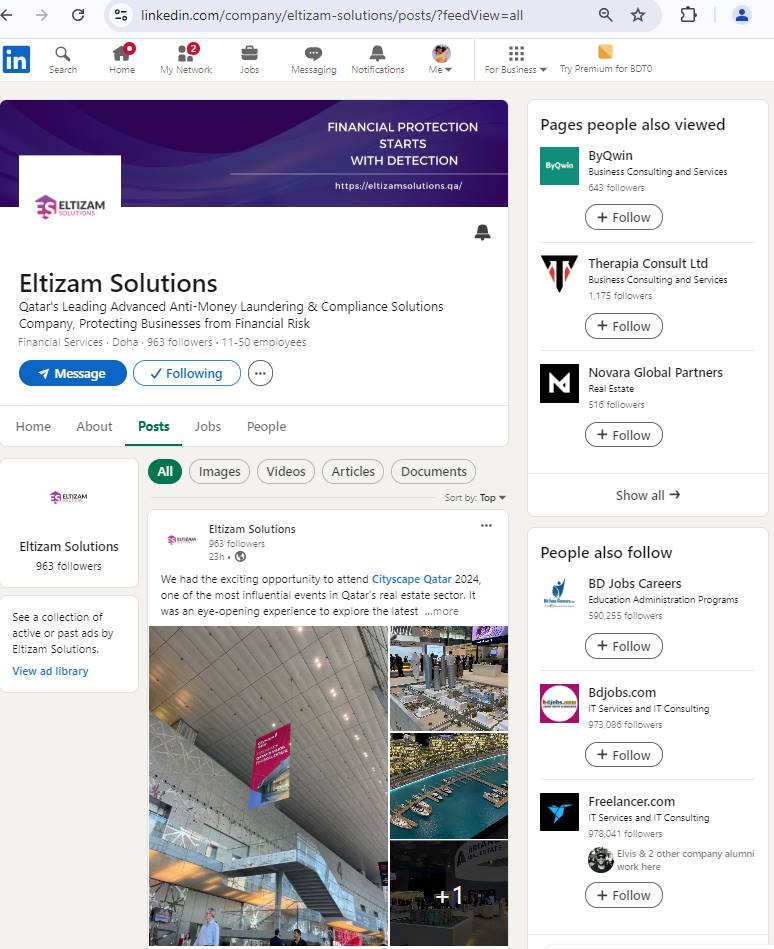 linkedin.com/company/eltizam-solutions/posts/?feedView=all
in
2
Search
Home
My Network
Jobs
Messaging
Notifications
Me
For Business
Try Premium for BDT0
FINANCIAL PROTECTION
STARTS
WITH DETECTION
https://eltizamsolutions.qa/
ES ELTIZAM
SOLUTIONS
Eltizam Solutions
Qatar's Leading Advanced Anti-Money Laundering & Compliance Solutions
Company, Protecting Businesses from Financial Risk
Financial Services · Doha · 963 followers · 11-50 employees
Message
✓ Following
...
Home
About
Posts
Jobs
People
ES ELTIZAM
Eltizam Solutions
963 followers
See a collection of
active or past ads by
Eltizam Solutions.
View ad library
All
Images
Videos
Articles
Documents
Sort by: Top
ES ELTIZAM
Eltizam Solutions
963 followers
23h •
We had the exciting opportunity to attend Cityscape Qatar 2024,
one of the most influential events in Qatar's real estate sector. It
was an eye-opening experience to explore the latest ...more
4
+1
Pages people also viewed
ByQwin
ByQwin
Business Consulting and Services
643 followers
+ Follow
Therapia Consult Ltd
Business Consulting and Services
1,175 followers
+ Follow
N
Novara Global Partners
Real Estate
516 followers
+ Follow
Show all →
People also follow
BD Jobs Careers
Education Administration Programs
590,255 followers
+ Follow
bdjobs.com
Bdjobs.com
IT Services and IT Consulting
973,086 followers
+ Follow
Freelancer.com
IT Services and IT Consulting
978,041 followers
Elvis & 2 other company alumni
work here
+ Follow